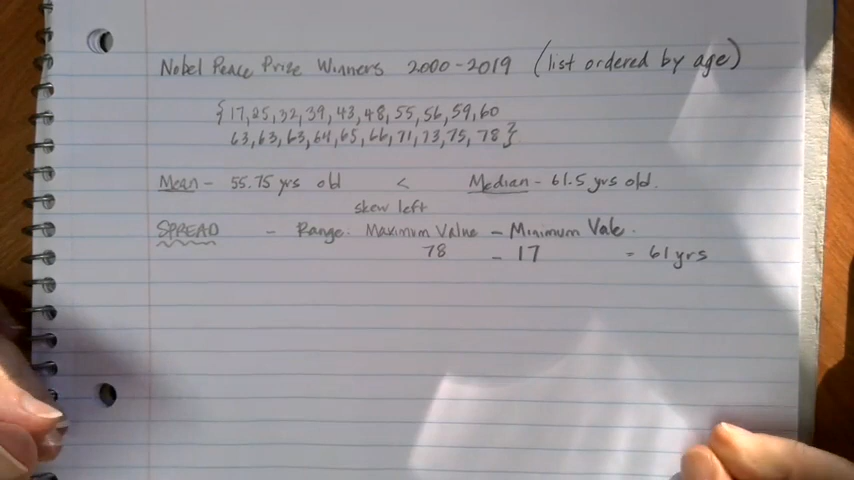 Nobel Peace Prize Winners 2000-2019 (list ordered by age)
{17,25,32,39,43,48,55,56,59,60
63,63,63,64,65,66,71,73,75,78}
Mean - 55.75 yrs old < Median - 61.5 yrs old.
skew left
SPREAD - Range: Maximum Value - Minimum Vale.
78 - 17 = 61 yrs